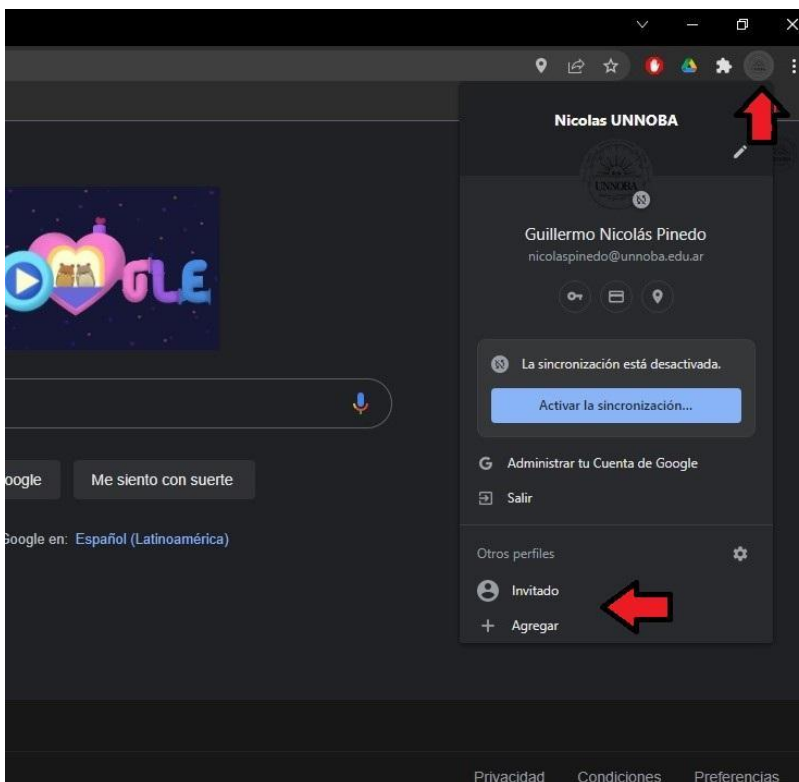 Nicolas UNNOBA
UNNOBA
Guillermo Nicolás Pinedo
nicolaspinedo@unnoba.edu.ar
GLE
La sincronización está desactivada.
Activar la sincronización...
oogle
Me siento con suerte
Administrar tu Cuenta de Google
Salir
Google en: Español (Latinoamérica)
Otros perfiles
Invitado
Agregar
Privacidad Condiciones Preferencias